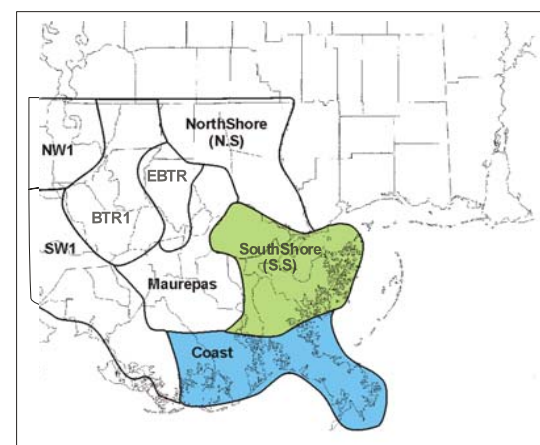 NorthShore
(N.S)
NW1
EBTR
BTR1
SW1
SouthShore
(S.S)
Maurepas
Coast